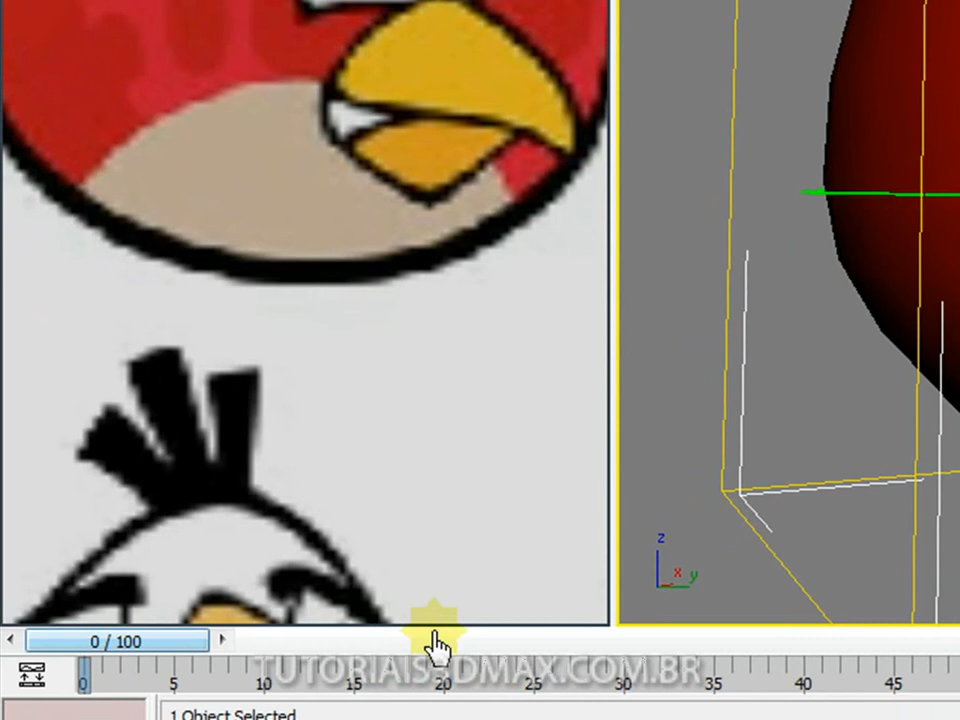 z
x
y
0 / 100
TUTORIAIS3DMAX.COM.BR
0 5 10 15 20 25 30 35 40 45
1 Object Selected